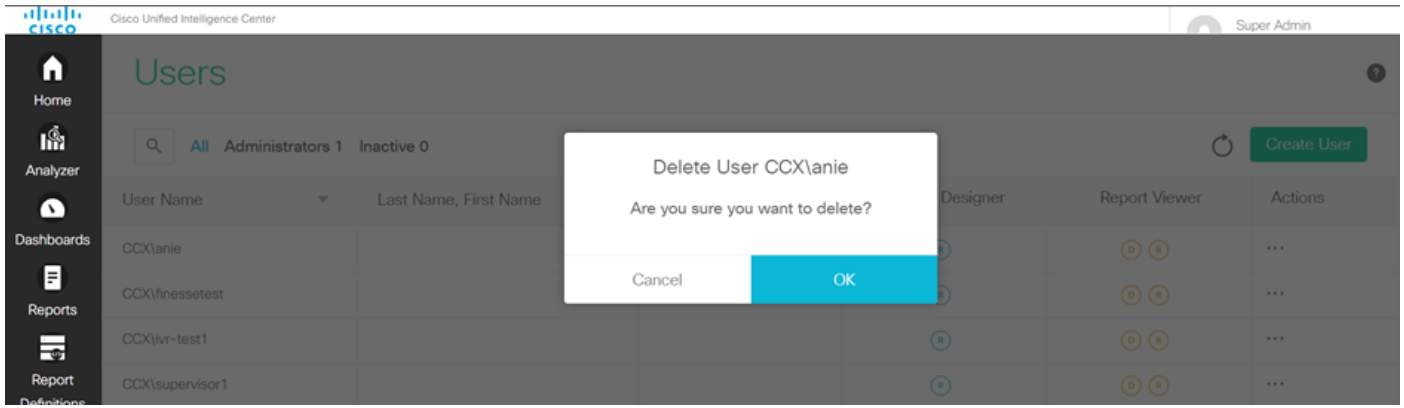 CISCO
Cisco Unified Intelligence Center
Super Admin
Home
Analyzer
Dashboards
Reports
Report
Definitions
Users
?
All Administrators 1 Inactive 0
Create User
User Name Last Name, First Name Designer Report Viewer Actions
CCX\anie R D R ...
CCX\finessetest R D R ...
CCX\ivr-test1 R D R ...
CCX\supervisor1 R D R ...
Delete User CCX\anie
Are you sure you want to delete?
Cancel OK